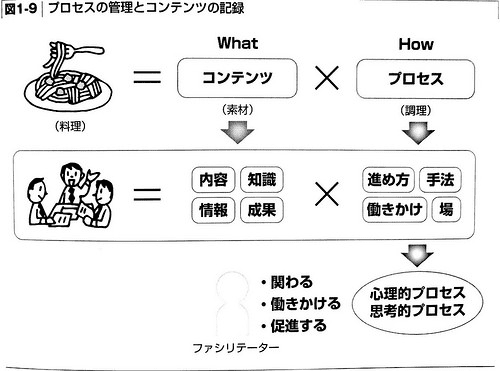 図1-9 | プロセスの管理とコンテンツの記録
What
How
コンテンツ
プロセス
(料理)
(素材)
(調理)
内容
知識
進め方
手法
情報
成果
働きかけ
場
・関わる
・働きかける
・促進する
心理的プロセス
思考的プロセス
ファシリテーター